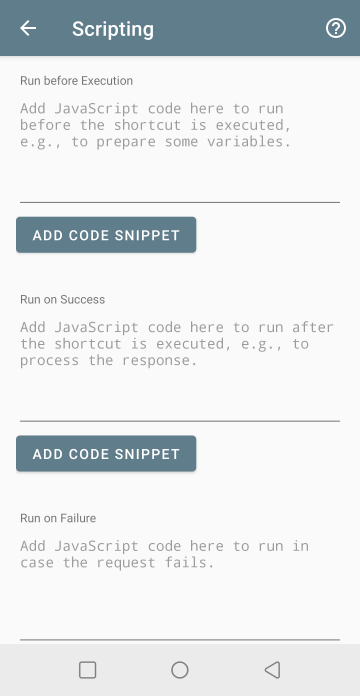 Scripting
Run before Execution
Add JavaScript code here to run
before the shortcut is executed,
e.g., to prepare some variables.
ADD CODE SNIPPET
Run on Success
Add JavaScript code here to run after
the shortcut is executed, e.g., to
process the response.
ADD CODE SNIPPET
Run on Failure
Add JavaScript code here to run in
case the request fails.